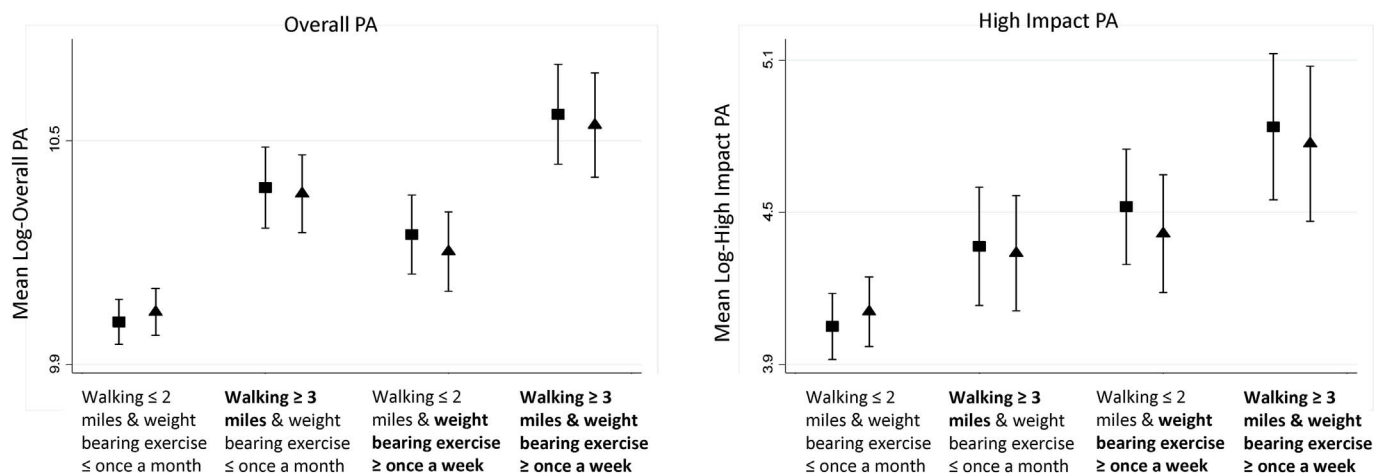 Overall PA
Mean Log-Overall PA
10.5
9.9
Walking ≤ 2
miles & weight
bearing exercise
≤ once a month
Walking ≥ 3
miles & weight
bearing exercise
≤ once a month
Walking ≤ 2
miles & weight
bearing exercise
≥ once a week
Walking ≥ 3
miles & weight
bearing exercise
≥ once a week
High Impact PA
Mean Log-High Impact PA
5.1
4.5
3.9
Walking ≤ 2
miles & weight
bearing exercise
≤ once a month
Walking ≥ 3
miles & weight
bearing exercise
≤ once a month
Walking ≤ 2
miles & weight
bearing exercise
≥ once a week
Walking ≥ 3
miles & weight
bearing exercise
≥ once a week